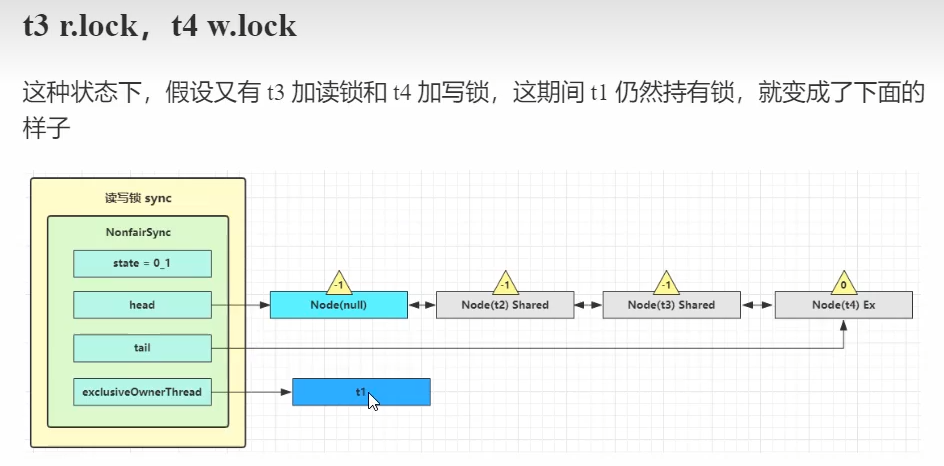 t3 r.lock，t4 w.lock
这种状态下，假设又有 t3 加读锁和 t4 加写锁，这期间 t1 仍然持有锁，就变成了下面的
样子
读写锁 sync
NonfairSync
state = 0_1
head
tail
exclusiveOwnerThread
-1
Node(null)
-1
Node(t2) Shared
-1
Node(t3) Shared
0
Node(t4) Ex
t1